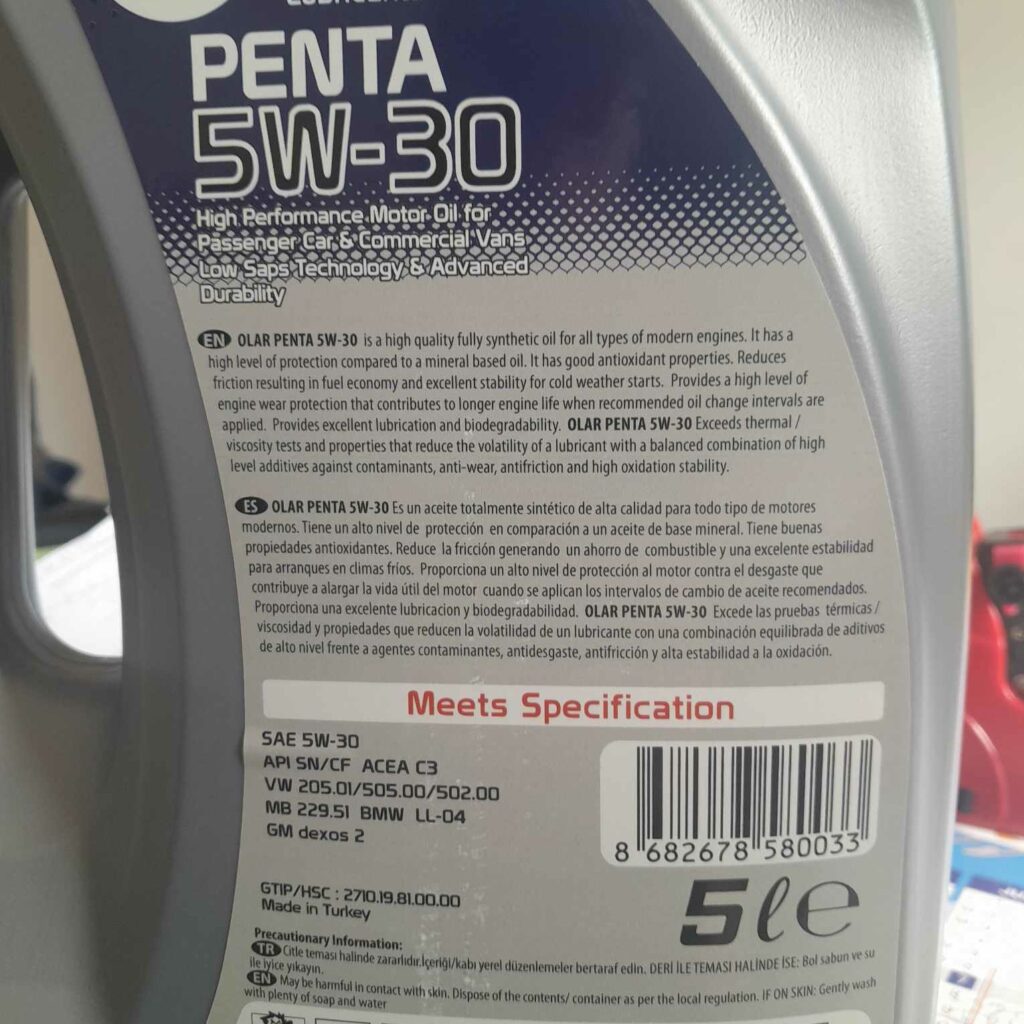 PENTA
5W-30
High Performance Motor Oil for
Passenger Car & Commercial Vans
Low Saps Technology & Advanced
Durability
EN OLAR PENTA 5W-30 is a high quality fully synthetic oil for all types of modern engines. It has a
high level of protection compared to a mineral based oil. It has good antioxidant properties. Reduces
friction resulting in fuel economy and excellent stability for cold weather starts. Provides a high level of
engine wear protection that contributes to longer engine life when recommended oil change intervals are
applied. Provides excellent lubrication and biodegradability. OLAR PENTA 5W-30 Exceeds thermal /
viscosity tests and properties that reduce the volatility of a lubricant with a balanced combination of high
level additives against contaminants, anti-wear, antifriction and high oxidation stability.
ES OLAR PENTA 5W-30 Es un aceite totalmente sintético de alta calidad para todo tipo de motores
modernos. Tiene un alto nivel de protección en comparación a un aceite de base mineral. Tiene buenas
propiedades antioxidantes. Reduce la fricción generando un ahorro de combustible y una excelente estabilidad
para arranques en climas fríos. Proporciona un alto nivel de protección al motor contra el desgaste que
contribuye a alargar la vida útil del motor cuando se aplican los intervalos de cambio de aceite recomendados.
Proporciona una excelente lubricacion y biodegradabilidad. OLAR PENTA 5W-30 Excede las pruebas térmicas /
viscosidad y propiedades que reducen la volatilidad de un lubricante con una combinación equilibrada de aditivos
de alto nivel frente a agentes contaminantes, antidesgaste, antifricción y alta estabilidad a la oxidación.
Meets Specification
SAE 5W-30
API SN/CF ACEA C3
VW 205.01/505.00/502.00
MB 229.51 BMW LL-04
GM dexos 2
8 682678 580033
5 ℓ e
GTIP/HSC : 2710.19.81.00.00
Made in Turkey
Precautionary Information:
TR Citle teması halinde zararlıdır.İçeriği/kabı yerel düzenlemeler bertaraf edin. DERİ İLE TEMASI HALİNDE İSE: Bol sabun ve su
ile iyice yıkayın.
EN May be harmful in contact with skin. Dispose of the contents/ container as per the local regulation. IF ON SKIN: Gently wash
with plenty of soap and water